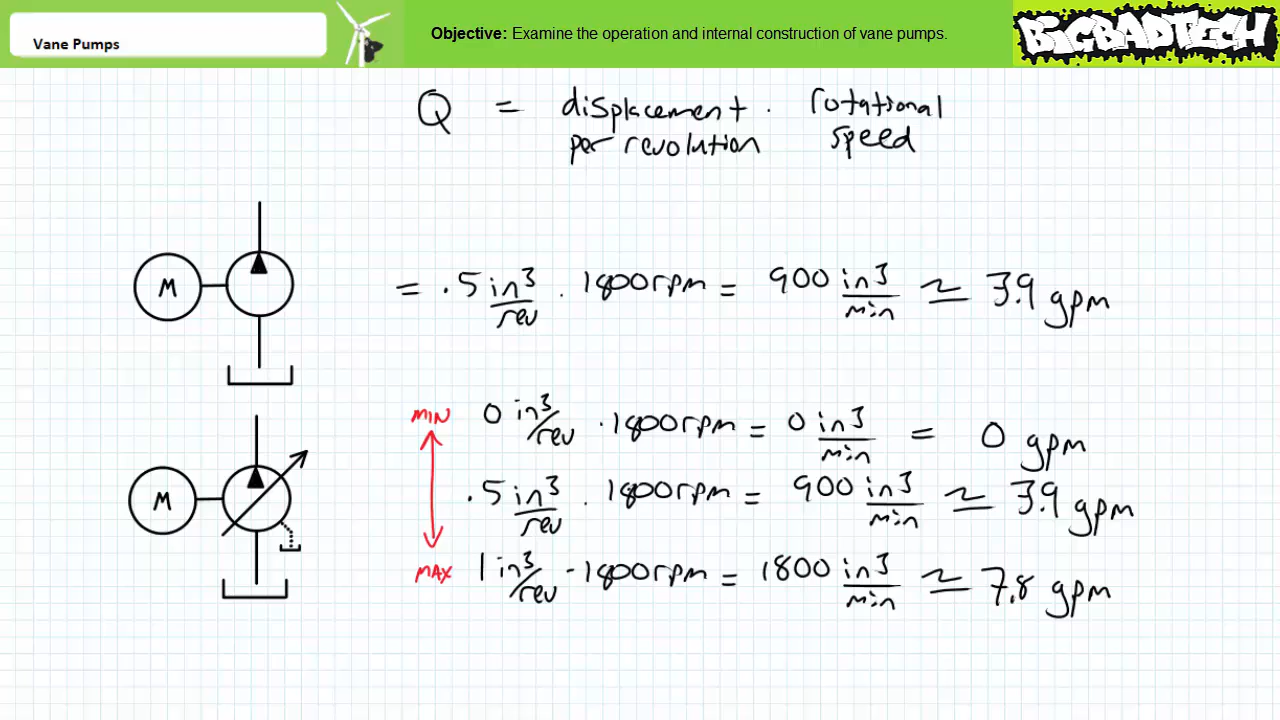 Vane Pumps
Objective: Examine the operation and internal construction of vane pumps.
BIGBADTECH
Q = displacement per revolution · rotational speed
M
= .5 in3/rev · 1800rpm = 900 in3/min ≃ 3.9 gpm
MIN 0 in3/rev · 1800rpm = 0 in3/min = 0 gpm
M
.5 in3/rev · 1800rpm = 900 in3/min ≃ 3.9 gpm
MAX 1 in3/rev · 1800rpm = 1800 in3/min ≃ 7.8 gpm